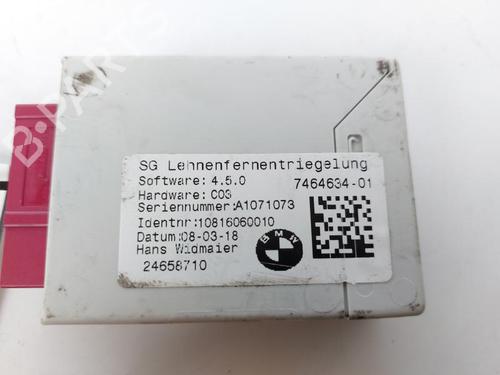 B-PARTS
SG Lehnenfernentriegelung
Software: 4.5.0
7464634-01
Hardware: C03
Seriennummer:A1071073
Identnr:10816060010
Datum:08-03-18
Hans Widmaier
24658710
BMW